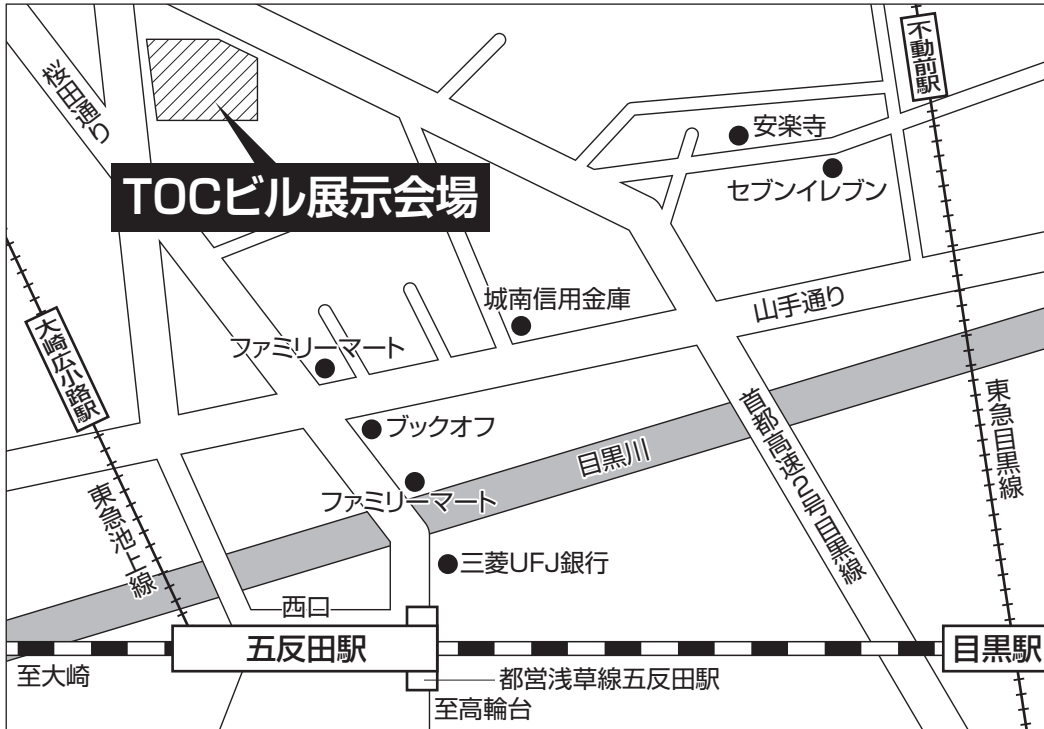 不動前駅
桜田通り
安楽寺
セブンイレブン
TOCビル展示会場
城南信用金庫
山手通り
ファミリーマート
大崎広小路駅
ブックオフ
首都高速2号目黒線
東急目黒線
目黒川
ファミリーマート
東急池上線
三菱UFJ銀行
西口
五反田駅
目黒駅
至大崎
都営浅草線五反田駅
至高輪台